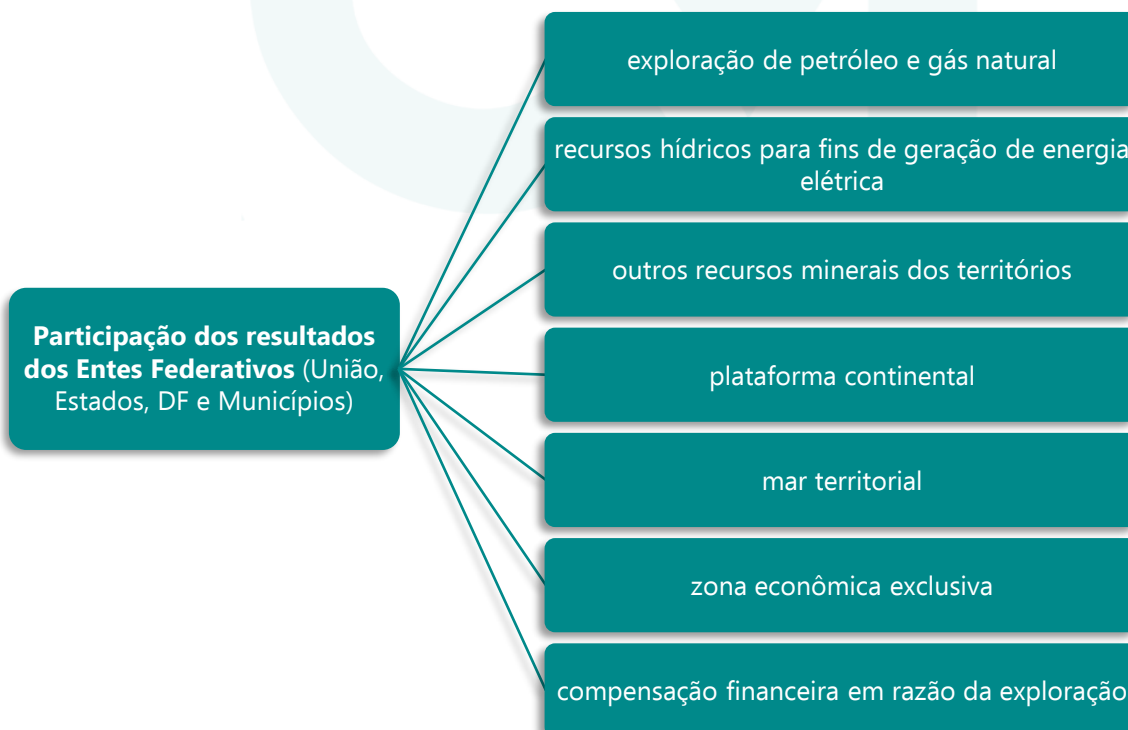 exploração de petróleo e gás natural
recursos hídricos para fins de geração de energia
elétrica
outros recursos minerais dos territórios
Participação dos resultados
dos Entes Federativos (União,
Estados, DF e Municípios)
plataforma continental
mar territorial
zona econômica exclusiva
compensação financeira em razão da exploração